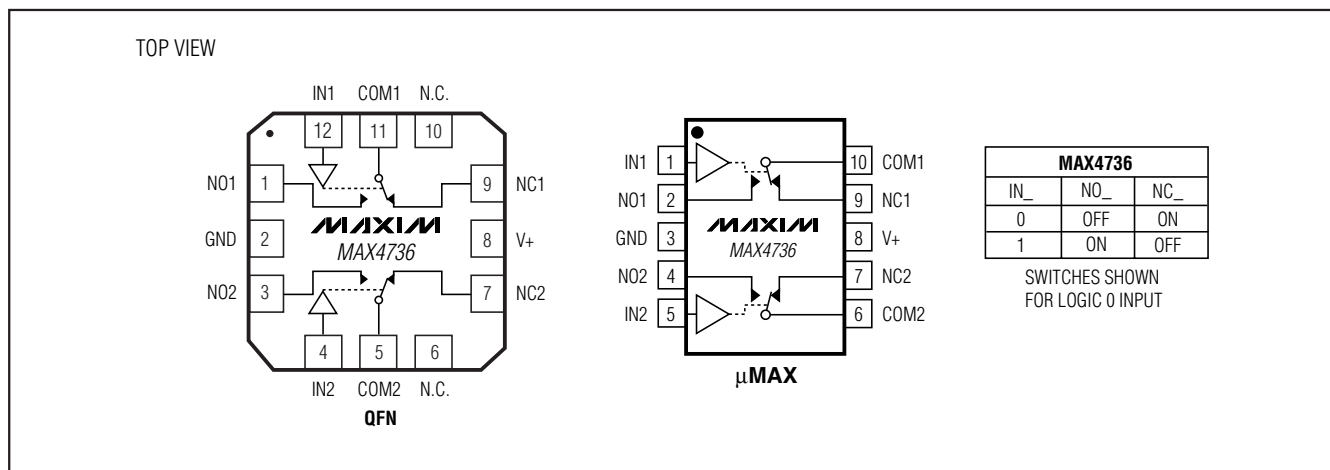 TOP VIEW
IN1 COM1 N.C.
12 11 10
NO1 1 9 NC1
MAXIM
GND 2 8 V+
MAX4736
NO2 3 7 NC2
4 5 6
IN2 COM2 N.C.
QFN
IN1 1 10 COM1
NO1 2 9 NC1
MAXIM
GND 3 8 V+
MAX4736
NO2 4 7 NC2
IN2 5 6 COM2
µMAX
MAX4736
IN_ NO_ NC_
0 OFF ON
1 ON OFF
SWITCHES SHOWN
FOR LOGIC 0 INPUT